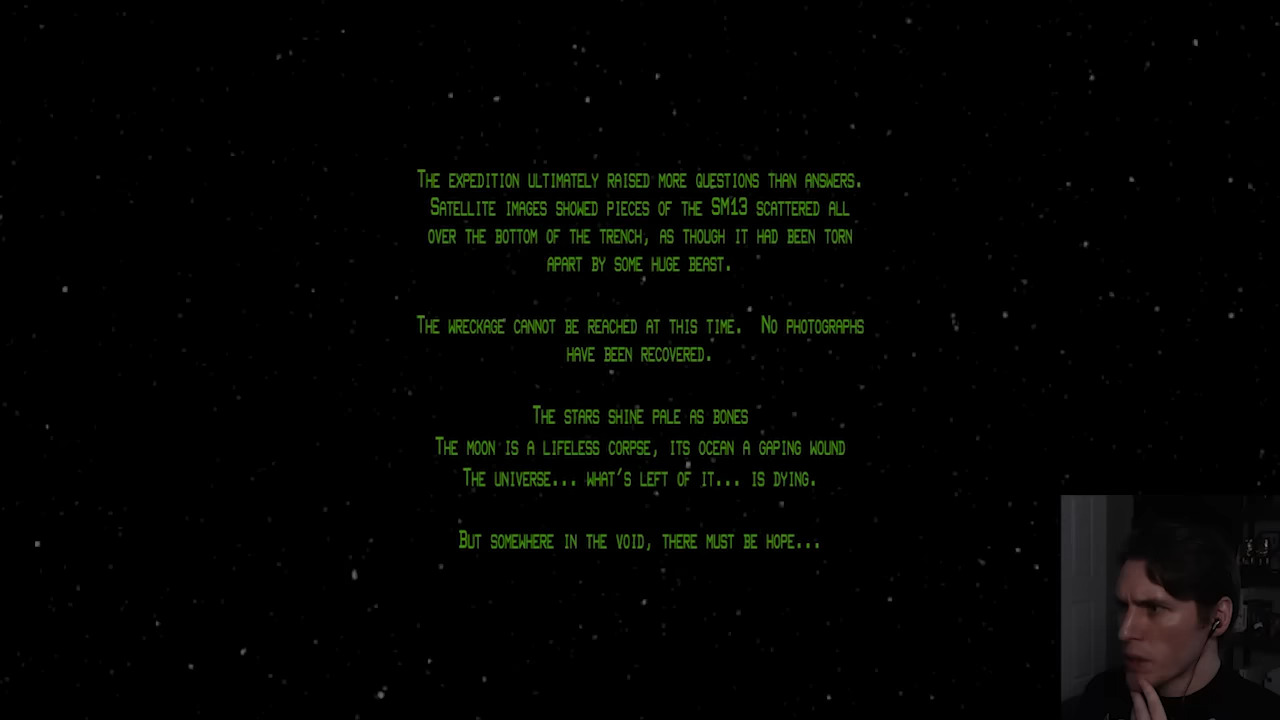 The expedition ultimately raised more questions than answers.
Satellite images showed pieces of the SM13 scattered all
over the bottom of the trench, as though it had been torn
apart by some huge beast.
The wreckage cannot be reached at this time. No photographs
have been recovered.
The stars shine pale as bones
The moon is a lifeless corpse, its ocean a gaping wound
The universe... what's left of it... is dying.
But somewhere in the void, there must be hope...